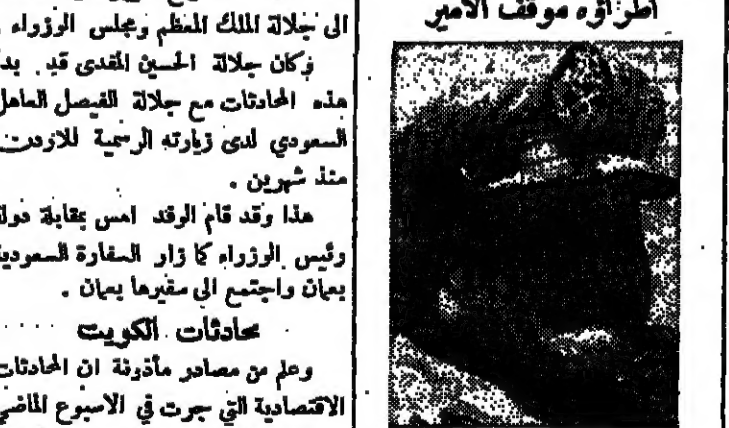 اطراؤه موقف الامير
الى جلالة الملك المعظم ومجلس الوزراء .
وكان جلالة الحسين المفدى قد بدأ
هذه المحادثات مع جلالة الفيصل العاهل
السعودي لدى زيارته الرسمية للاردن
منذ شهرين .
هذا وقد قام الوفد امس بمقابلة دولة
رئيس الوزراء كما زار السفارة السعودية
بعمان واجتمع الى سفيرها بعمان .
محادثات الكويت
وعلم من مصادر مأذونة ان المحادثات
الاقتصادية التي جرت في الاسبوع الماضي